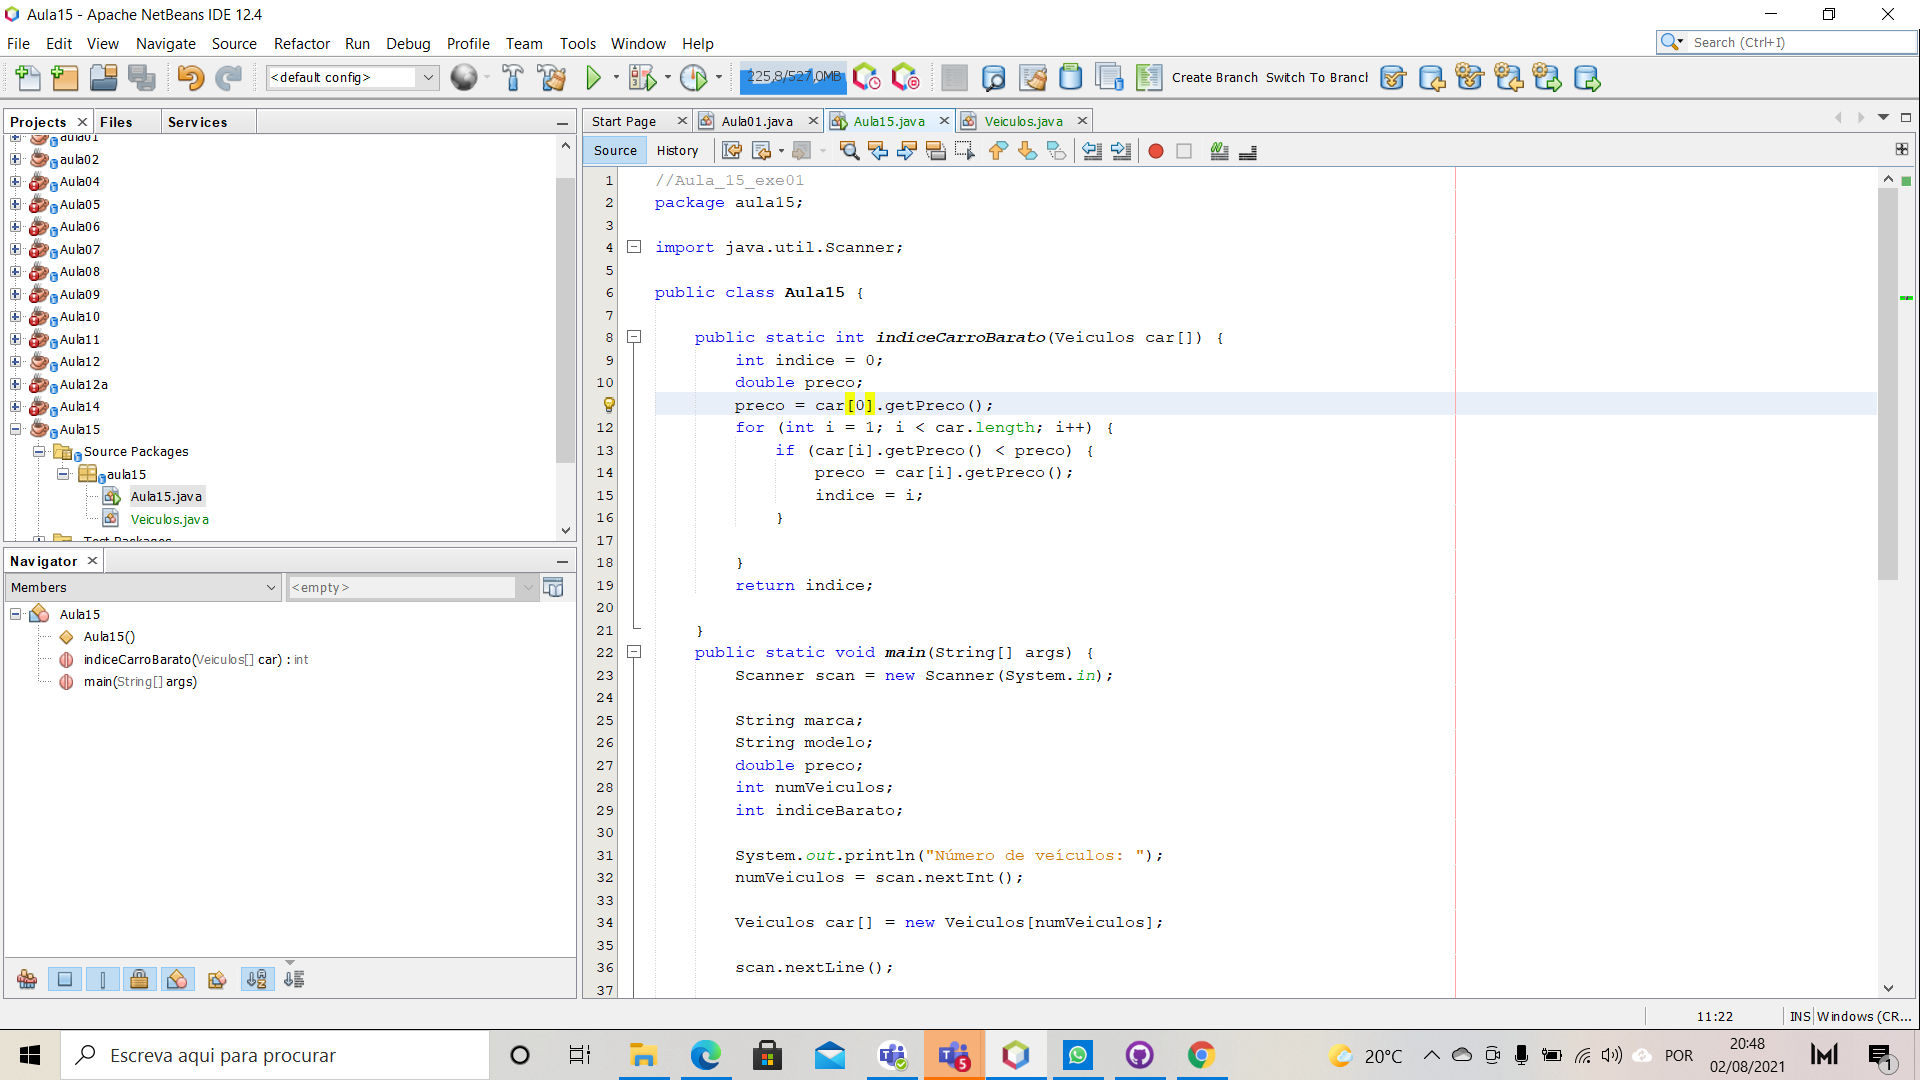 Aula15 - Apache NetBeans IDE 12.4
File Edit View Navigate Source Refactor Run Debug Profile Team Tools Window Help
Search (Ctrl+I)
<default config>
225,8/527,0MB
Create Branch Switch To Branch
Projects Files Services
aula01
aula02
Aula04
Aula05
Aula06
Aula07
Aula08
Aula09
Aula10
Aula11
Aula12
Aula12a
Aula14
Aula15
Source Packages
aula15
Aula15.java
Veiculos.java
Test Packages
Navigator
Members
<empty>
Aula15
Aula15()
indiceCarroBarato(Veiculos[] car) : int
main(String[] args)
Start Page Aula01.java Aula15.java Veiculos.java
Source History
1 //Aula_15_exe01
2 package aula15;
3
4 import java.util.Scanner;
5
6 public class Aula15 {
7
8 public static int indiceCarroBarato(Veiculos car[]) {
9 int indice = 0;
10 double preco;
preco = car[0].getPreco();
12 for (int i = 1; i < car.length; i++) {
13 if (car[i].getPreco() < preco) {
14 preco = car[i].getPreco();
15 indice = i;
16 }
17
18 }
19 return indice;
20
21 }
22 public static void main(String[] args) {
23 Scanner scan = new Scanner(System.in);
24
25 String marca;
26 String modelo;
27 double preco;
28 int numVeiculos;
29 int indiceBarato;
30
31 System.out.println("Número de veículos: ");
32 numVeiculos = scan.nextInt();
33
34 Veiculos car[] = new Veiculos[numVeiculos];
35
36 scan.nextLine();
37
11:22 INS Windows (CR...
Escreva aqui para procurar
5
20°C
POR
20:48
02/08/2021
1